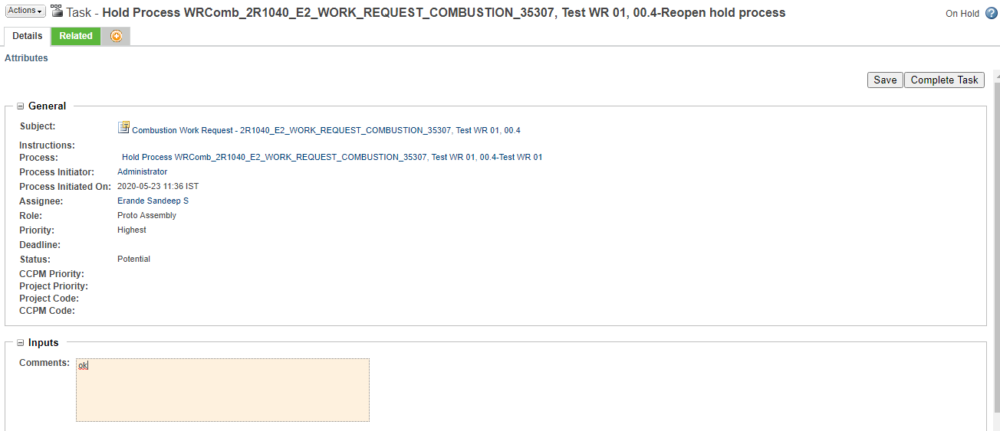 Actions Task - Hold Process WRComb_2R1040_E2_WORK_REQUEST_COMBUSTION_35307, Test WR 01, 00.4-Reopen hold process On Hold ?
Details Related
Attributes
Save Complete Task
General
Subject: Combustion Work Request - 2R1040_E2_WORK_REQUEST_COMBUSTION_35307, Test WR 01, 00.4
Instructions:
Process: Hold Process WRComb_2R1040_E2_WORK_REQUEST_COMBUSTION_35307, Test WR 01, 00.4-Test WR 01
Process Initiator: Administrator
Process Initiated On: 2020-05-23 11:36 IST
Assignee: Erande Sandeep S
Role: Proto Assembly
Priority: Highest
Deadline:
Status: Potential
CCPM Priority:
Project Priority:
Project Code:
CCPM Code:
Inputs
Comments: ok